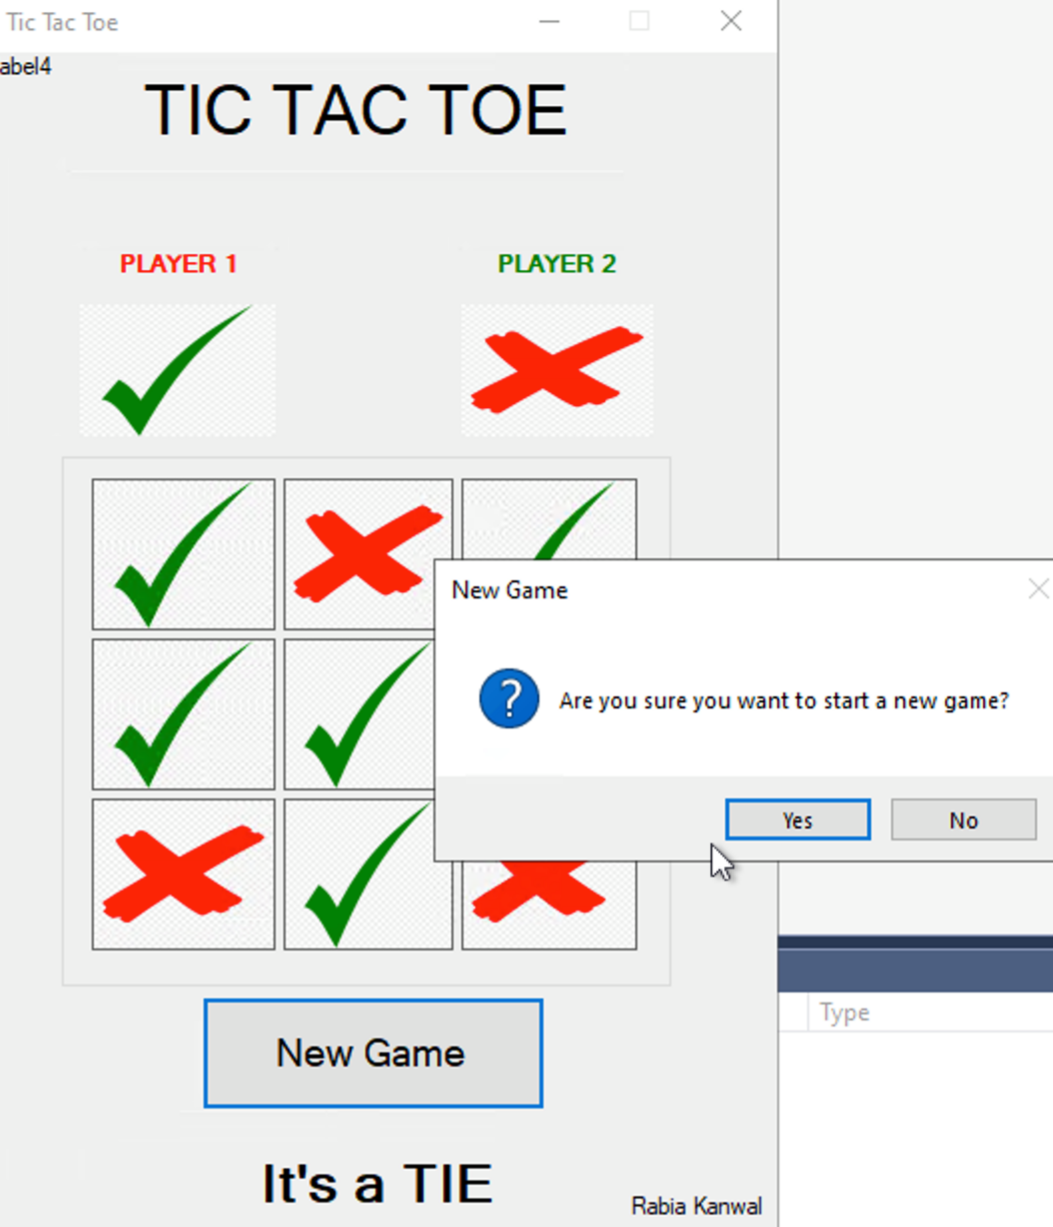 Tic Tac Toe
abel4
TIC TAC TOE
PLAYER 1
PLAYER 2
New Game
?
Are you sure you want to start a new game?
Yes
No
Type
New Game
It's a TIE
Rabia Kanwal